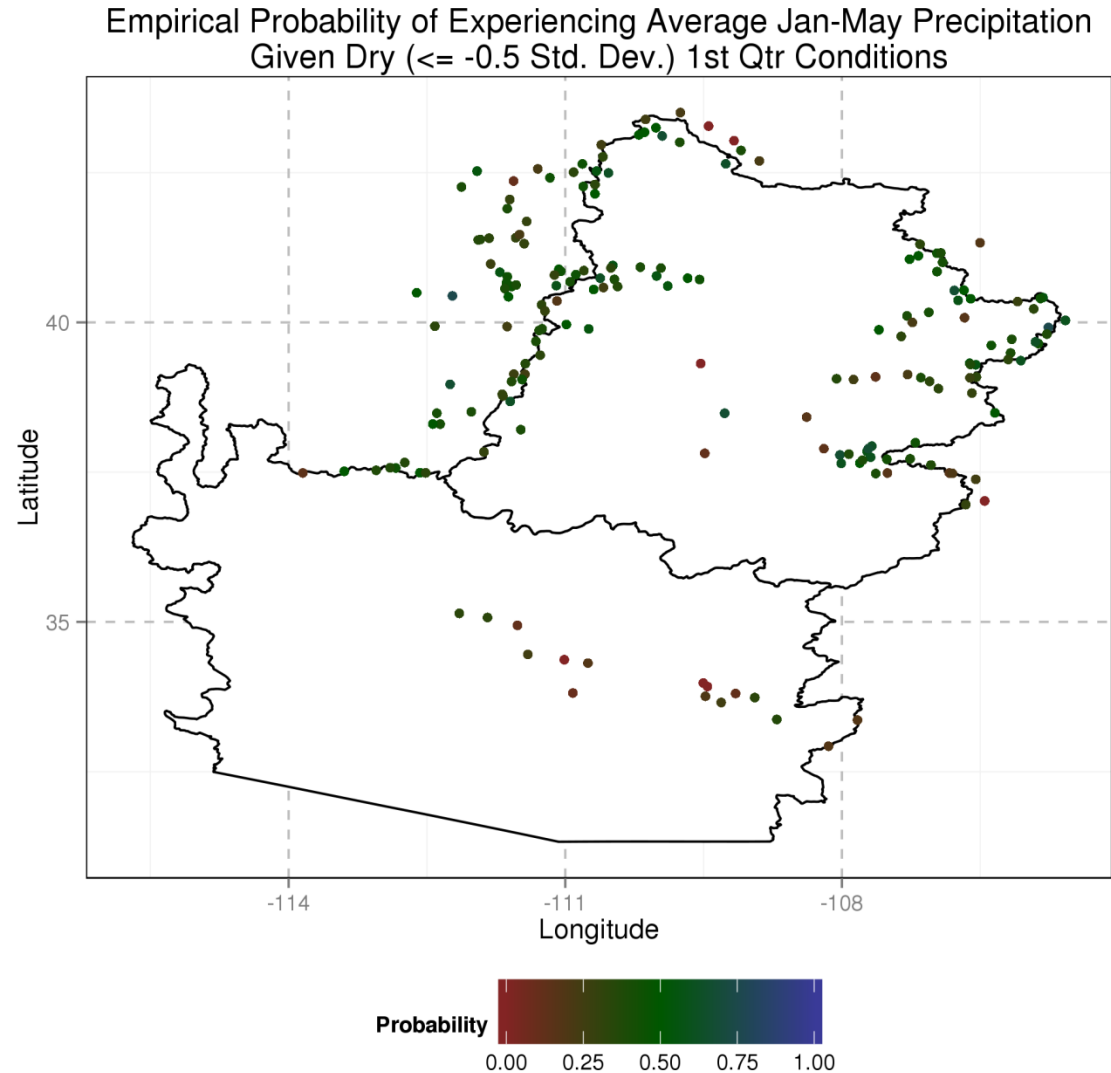 Empirical Probability of Experiencing Average Jan-May Precipitation
Given Dry (<= -0.5 Std. Dev.) 1st Qtr Conditions
Latitude
40
35
-114 -111 -108
Longitude
Probability
0.00 0.25 0.50 0.75 1.00